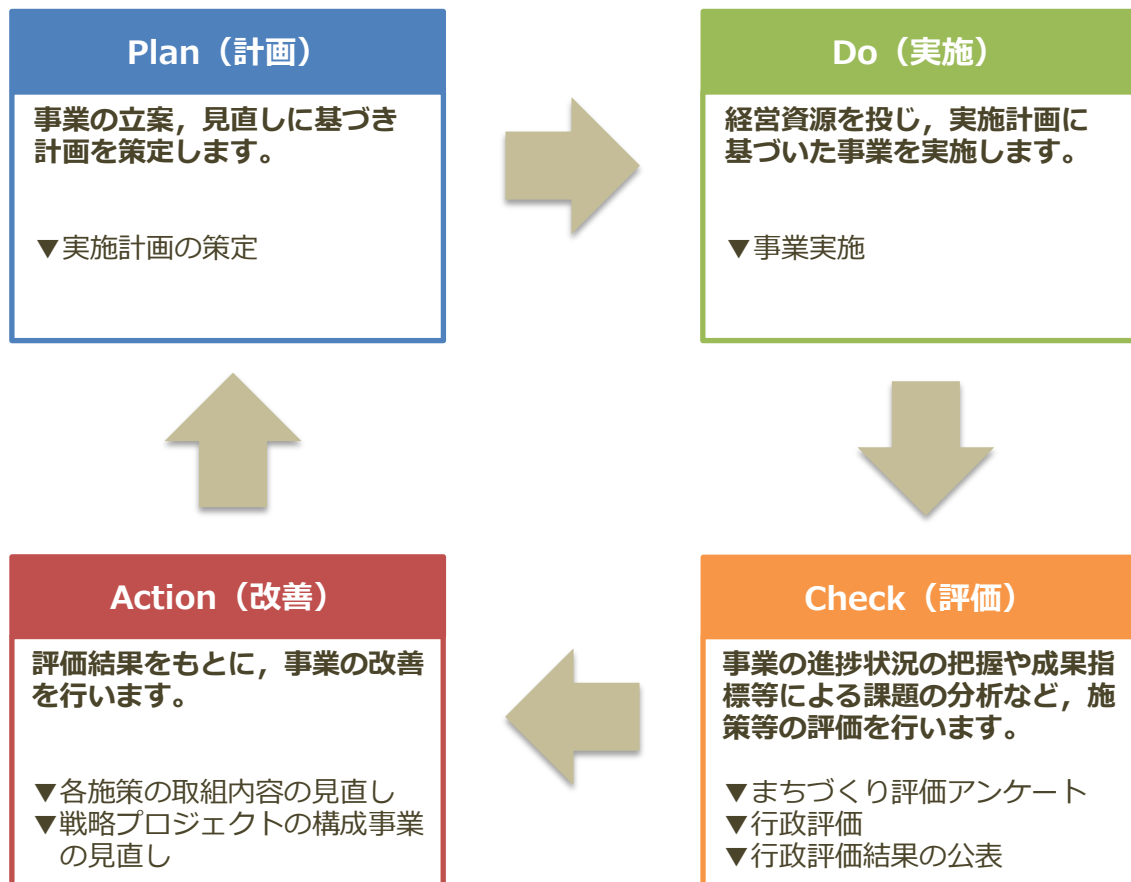 Plan（計画）
事業の立案，見直しに基づき
計画を策定します。
▼実施計画の策定
Do（実施）
経営資源を投じ，実施計画に
基づいた事業を実施します。
▼事業実施
Action（改善）
評価結果をもとに，事業の改善
を行います。
▼各施策の取組内容の見直し
▼戦略プロジェクトの構成事業
の見直し
Check（評価）
事業の進捗状況の把握や成果指
標等による課題の分析など，施
策等の評価を行います。
▼まちづくり評価アンケート
▼行政評価
▼行政評価結果の公表